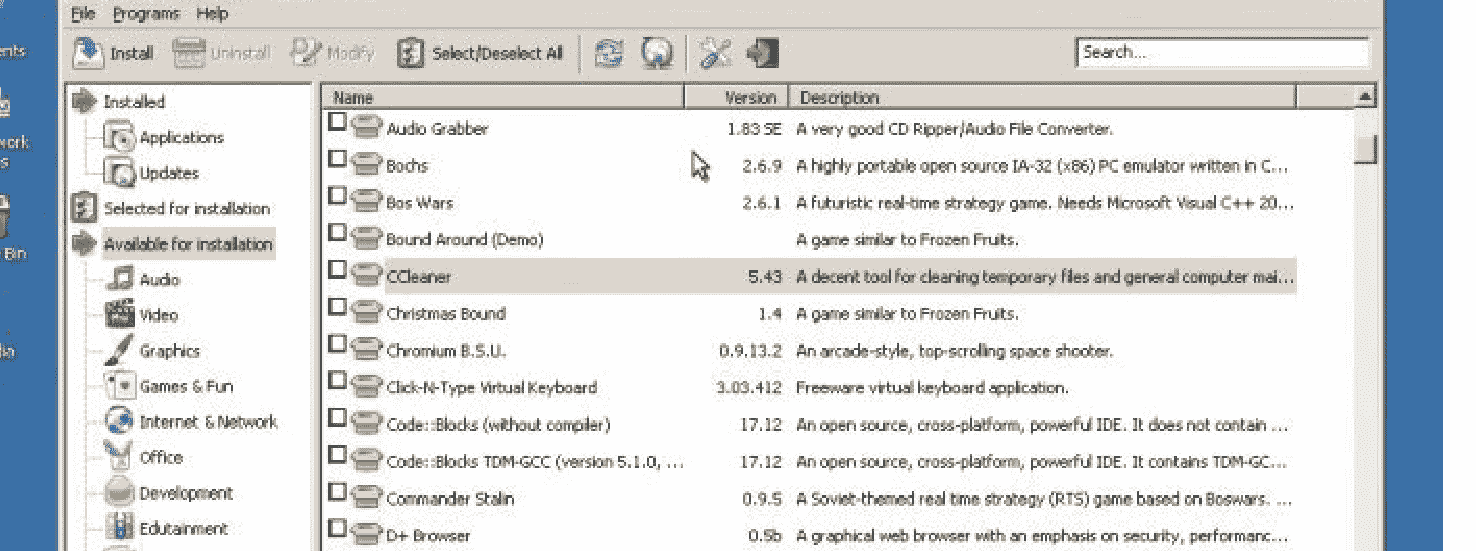 File Programs Help
Install Uninstall Modify Select/Deselect All Search...
ents
work
s
Bin
Installed
Applications
Updates
Selected for installation
Available for installation
Audio
Video
Graphics
Games & Fun
Internet & Network
Office
Development
Edutainment
Name Version Description
Audio Grabber 1.83 SE A very good CD Ripper/Audio File Converter.
Bochs 2.6.9 A highly portable open source IA-32 (x86) PC emulator written in C...
Bos Wars 2.6.1 A futuristic real-time strategy game. Needs Microsoft Visual C++ 20...
Bound Around (Demo) A game similar to Frozen Fruits.
CCleaner 5.43 A decent tool for cleaning temporary files and general computer mai...
Christmas Bound 1.4 A game similar to Frozen Fruits.
Chromium B.S.U. 0.9.13.2 An arcade-style, top-scrolling space shooter.
Click-N-Type Virtual Keyboard 3.03.412 Freeware virtual keyboard application.
Code::Blocks (without compiler) 17.12 An open source, cross-platform, powerful IDE. It does not contain ...
Code::Blocks TDM-GCC (version 5.1.0, ... 17.12 An open source, cross-platform, powerful IDE. It contains TDM-GC...
Commander Stalin 0.9.5 A Soviet-themed real time strategy (RTS) game based on Boswars. ...
D+ Browser 0.5b A graphical web browser with an emphasis on security, performanc...